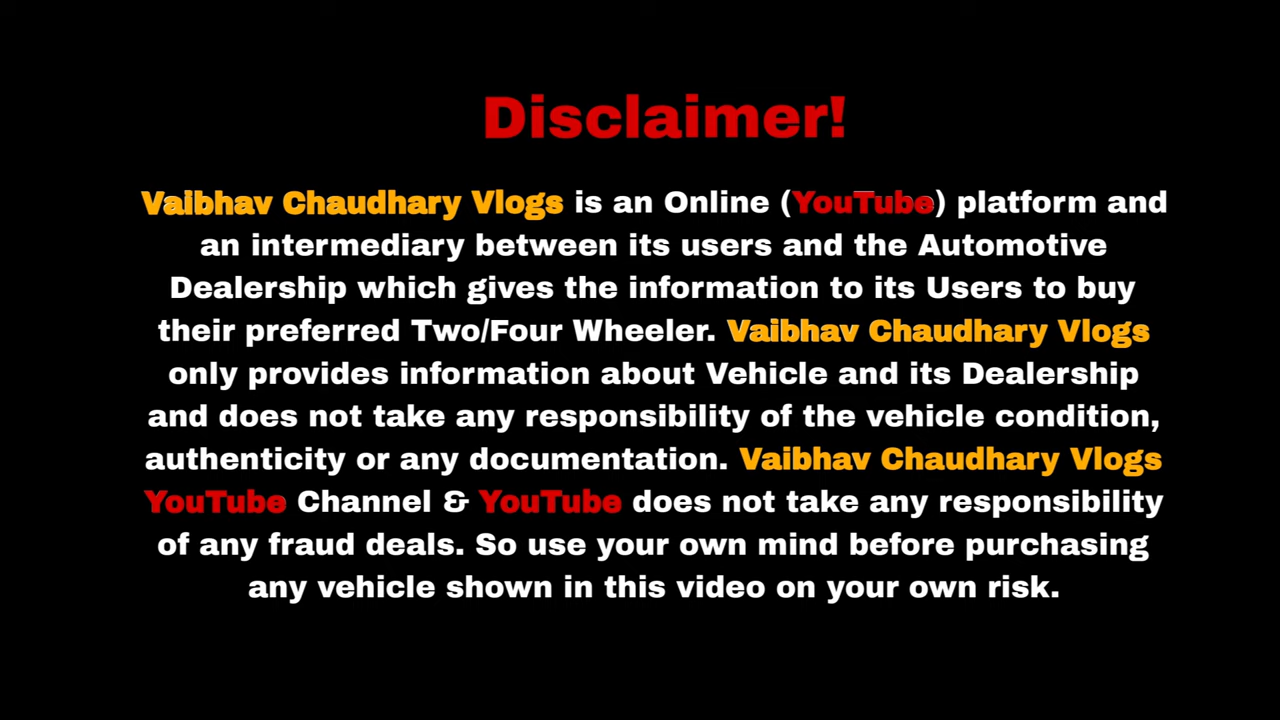 Disclaimer!
Vaibhav Chaudhary Vlogs is an Online (YouTube) platform and
an intermediary between its users and the Automotive
Dealership which gives the information to its Users to buy
their preferred Two/Four Wheeler. Vaibhav Chaudhary Vlogs
only provides information about Vehicle and its Dealership
and does not take any responsibility of the vehicle condition,
authenticity or any documentation. Vaibhav Chaudhary Vlogs
YouTube Channel & YouTube does not take any responsibility
of any fraud deals. So use your own mind before purchasing
any vehicle shown in this video on your own risk.